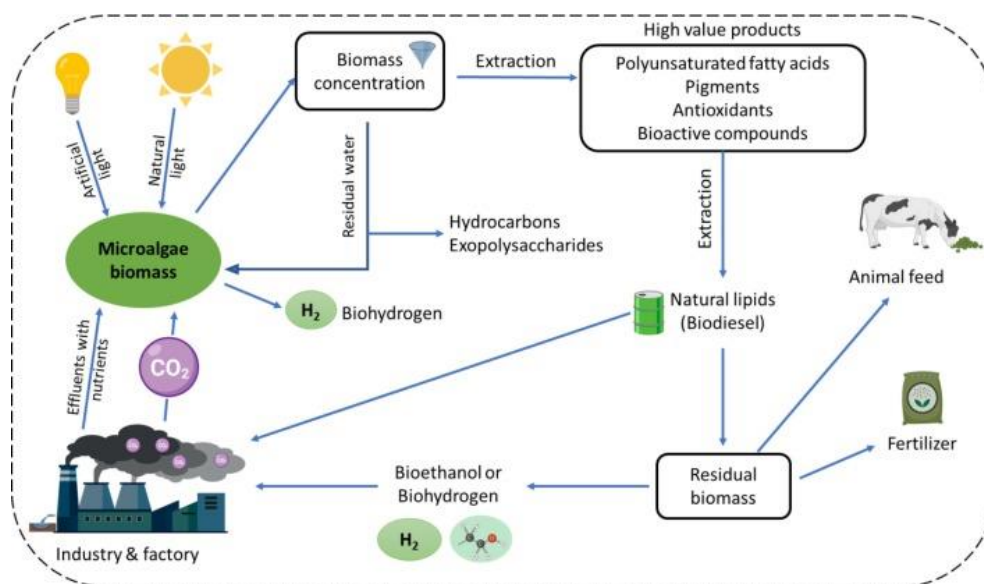 High value products
Biomass
concentration
Extraction
Polyunsaturated fatty acids
Pigments
Antioxidants
Bioactive compounds
Artificial
light
Natural
light
Residual water
Hydrocarbons
Exopolysaccharides
Extraction
Microalgae
biomass
H₂
Biohydrogen
Animal feed
Natural lipids
(Biodiesel)
Effluents with
nutrients
CO₂
Fertilizer
Bioethanol or
Biohydrogen
Residual
biomass
H₂
Industry & factory